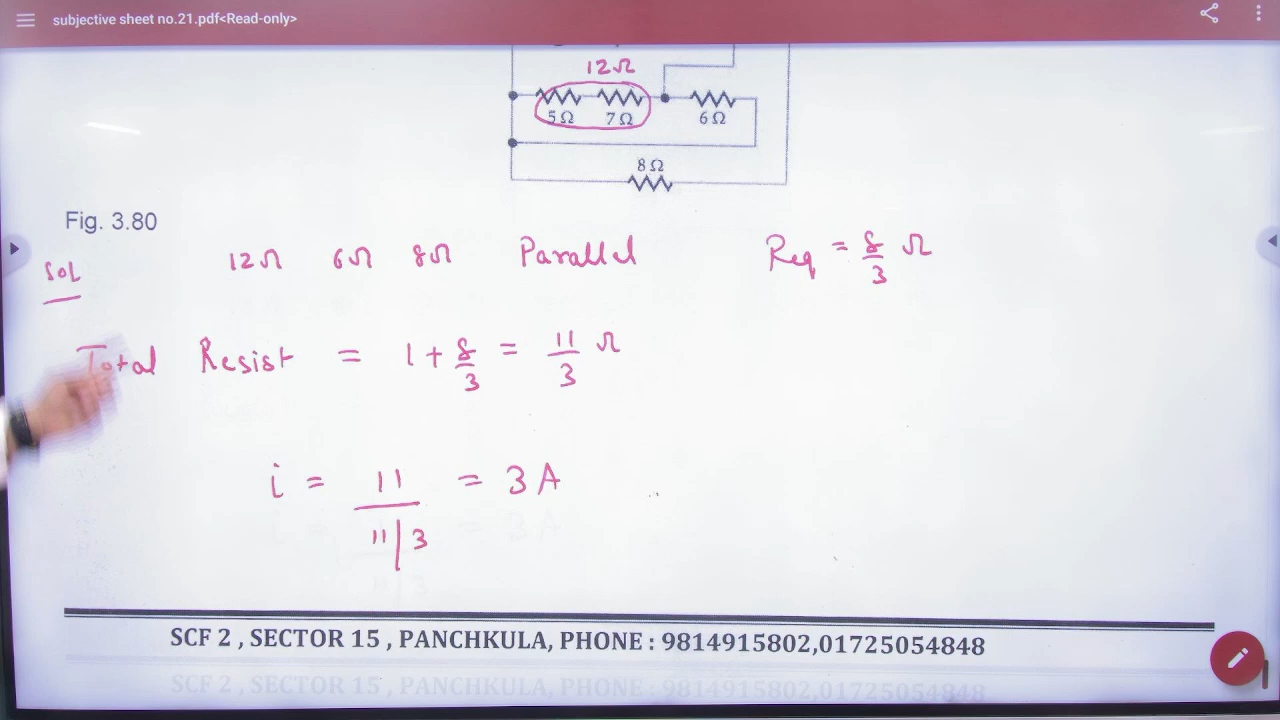 subjective sheet no.21.pdf<Read-only>
12Ω
5Ω 7Ω 6Ω
8Ω
Fig. 3.80
Sol 12Ω 6Ω 8Ω Parallel Req = 8/3 Ω
Total Resist = 1 + 8/3 = 11/3 Ω
i = 11 / 11/3 = 3A
SCF 2 , SECTOR 15 , PANCHKULA, PHONE : 9814915802,01725054848